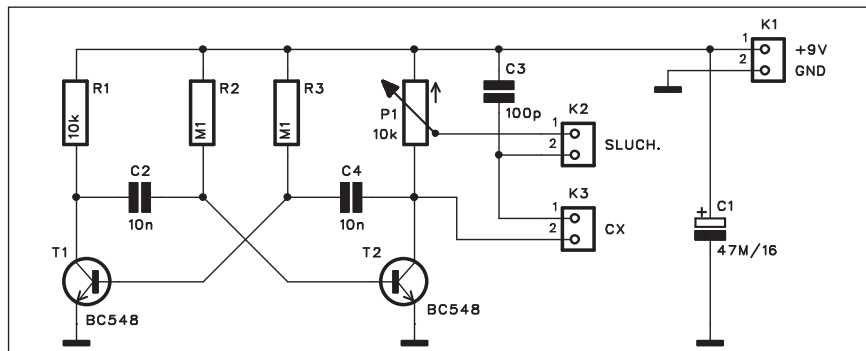 K1
1
+9V
2
GND
R1
10k
R2
M1
R3
M1
P1
10k
C3
100p
K2
1
2
SLUCH.
C2
10n
C4
10n
K3
1
2
CX
+
C1
47M/16
T1
BC548
T2
BC548